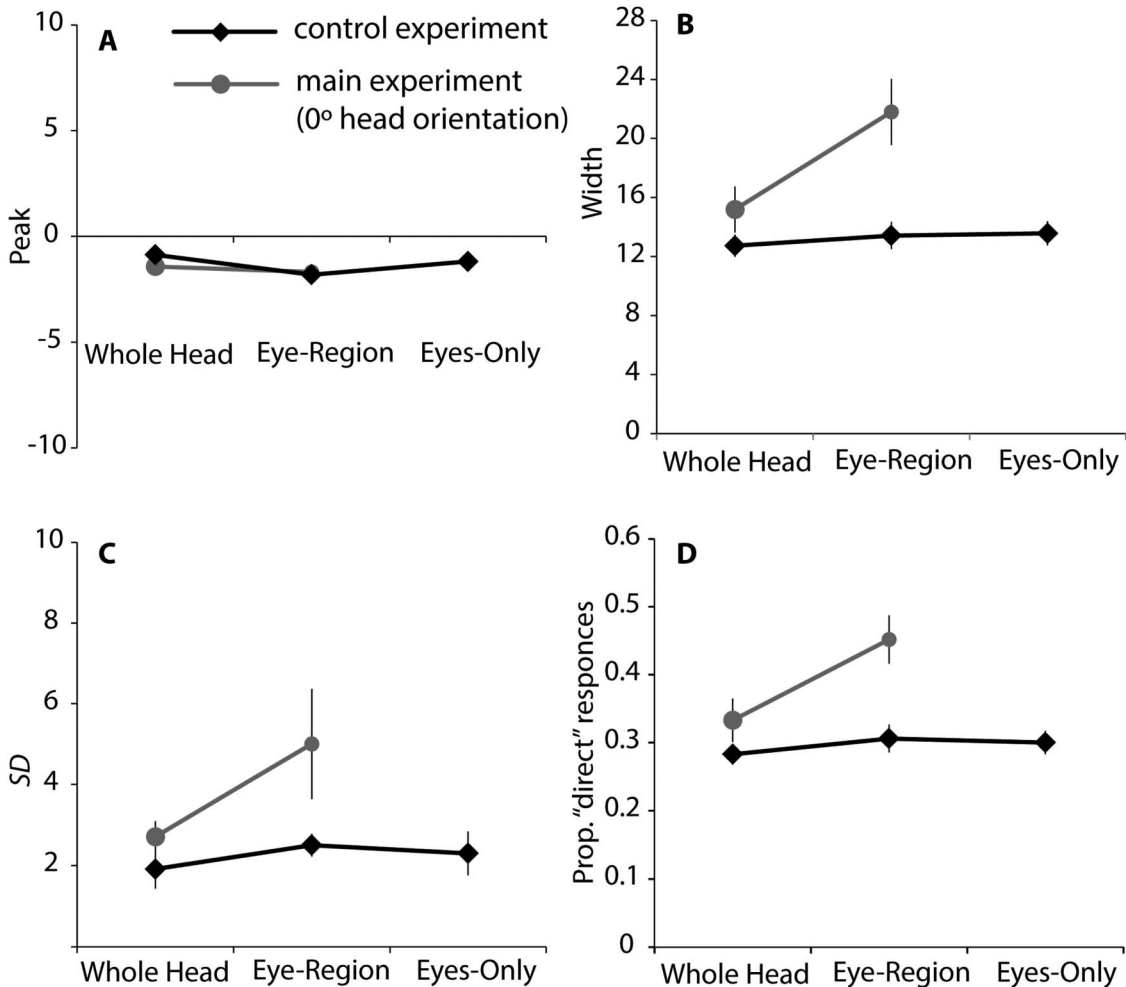 A
control experiment
main experiment
(0º head orientation)
10
5
0
-5
-10
Peak
Whole Head Eye-Region Eyes-Only
B
28
24
20
16
12
8
4
0
Width
Whole Head Eye-Region Eyes-Only
C
10
8
6
4
2
SD
Whole Head Eye-Region Eyes-Only
D
0.6
0.5
0.4
0.3
0.2
0.1
0
Prop. “direct” responces
Whole Head Eye-Region Eyes-Only